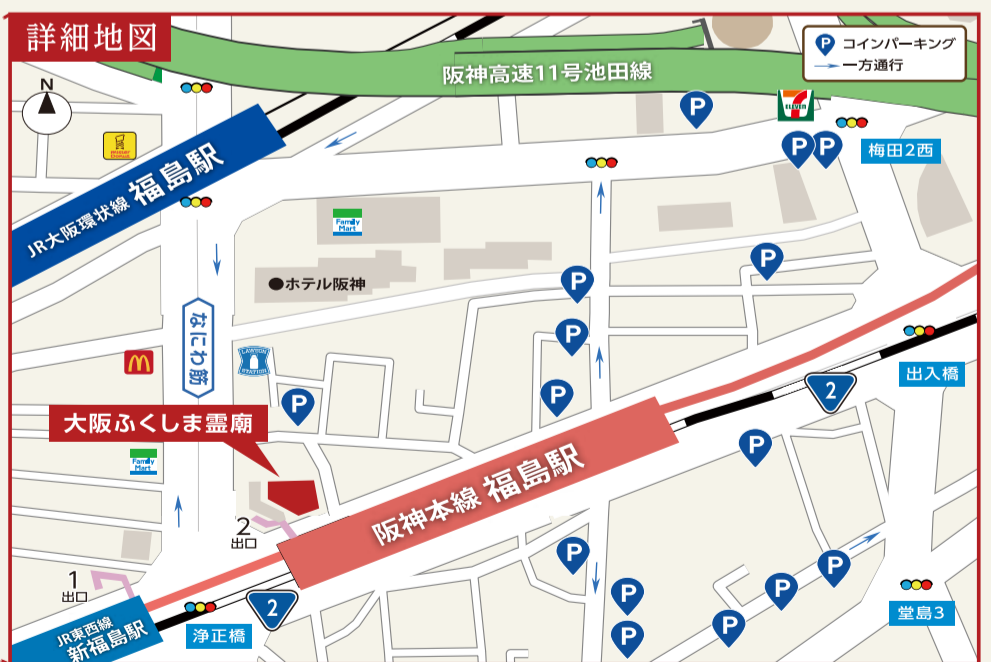 詳細地図
N
阪神高速11号池田線
P
コインパーキング
一方通行
P
7
ELEVEN
梅田2西
P
P
mister Donut
JR大阪環状線 福島駅
Family
Mart
P
●ホテル阪神
P
なにわ筋
P
出入橋
M
LAWSON
STATION
2
P
P
大阪ふくしま霊廟
P
Family
Mart
阪神本線 福島駅
2
出口
P
P
1
出口
P
P
堂島3
2
JR東西線
新福島駅
浄正橋
P
P
P